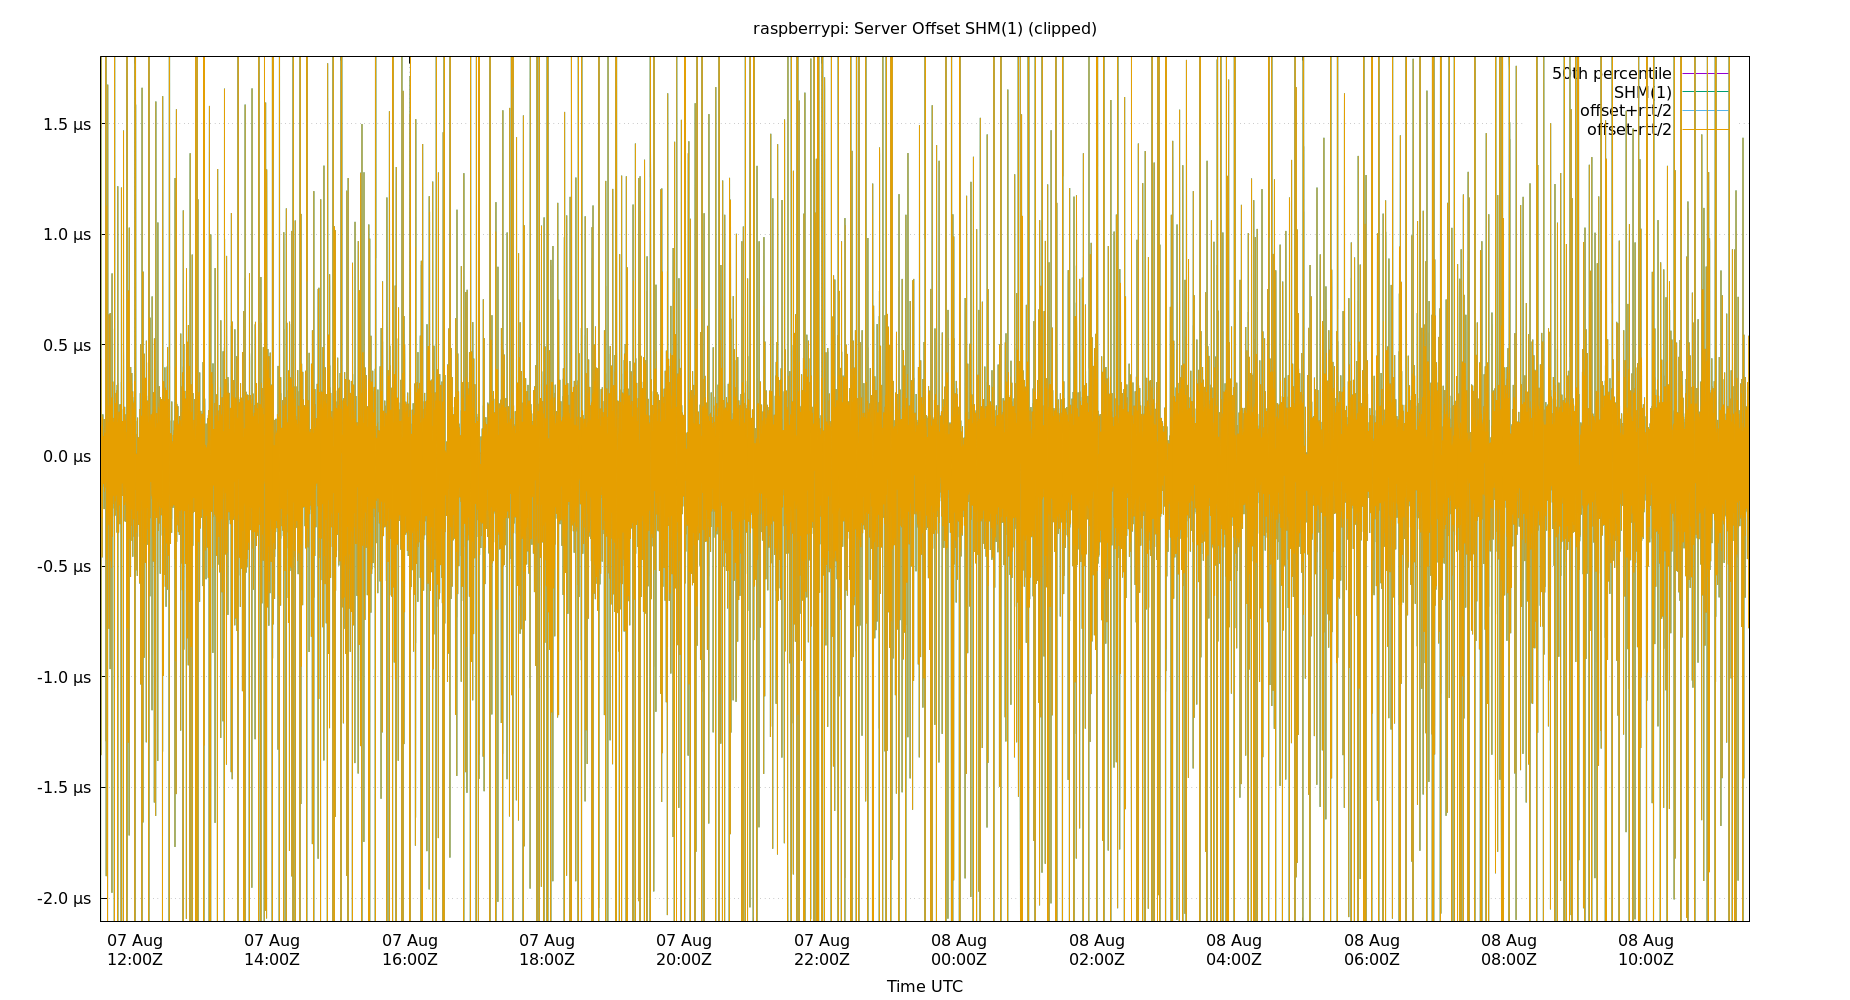 raspberrypi: Server Offset SHM(1) (clipped)
50th percentile
SHM(1)
offset+rtt/2
offset-rtt/2
1.5 µs
1.0 µs
0.5 µs
0.0 µs
-0.5 µs
-1.0 µs
-1.5 µs
-2.0 µs
07 Aug 07 Aug 07 Aug 07 Aug 07 Aug 07 Aug 08 Aug 08 Aug 08 Aug 08 Aug 08 Aug 08 Aug
12:00Z 14:00Z 16:00Z 18:00Z 20:00Z 22:00Z 00:00Z 02:00Z 04:00Z 06:00Z 08:00Z 10:00Z
Time UTC